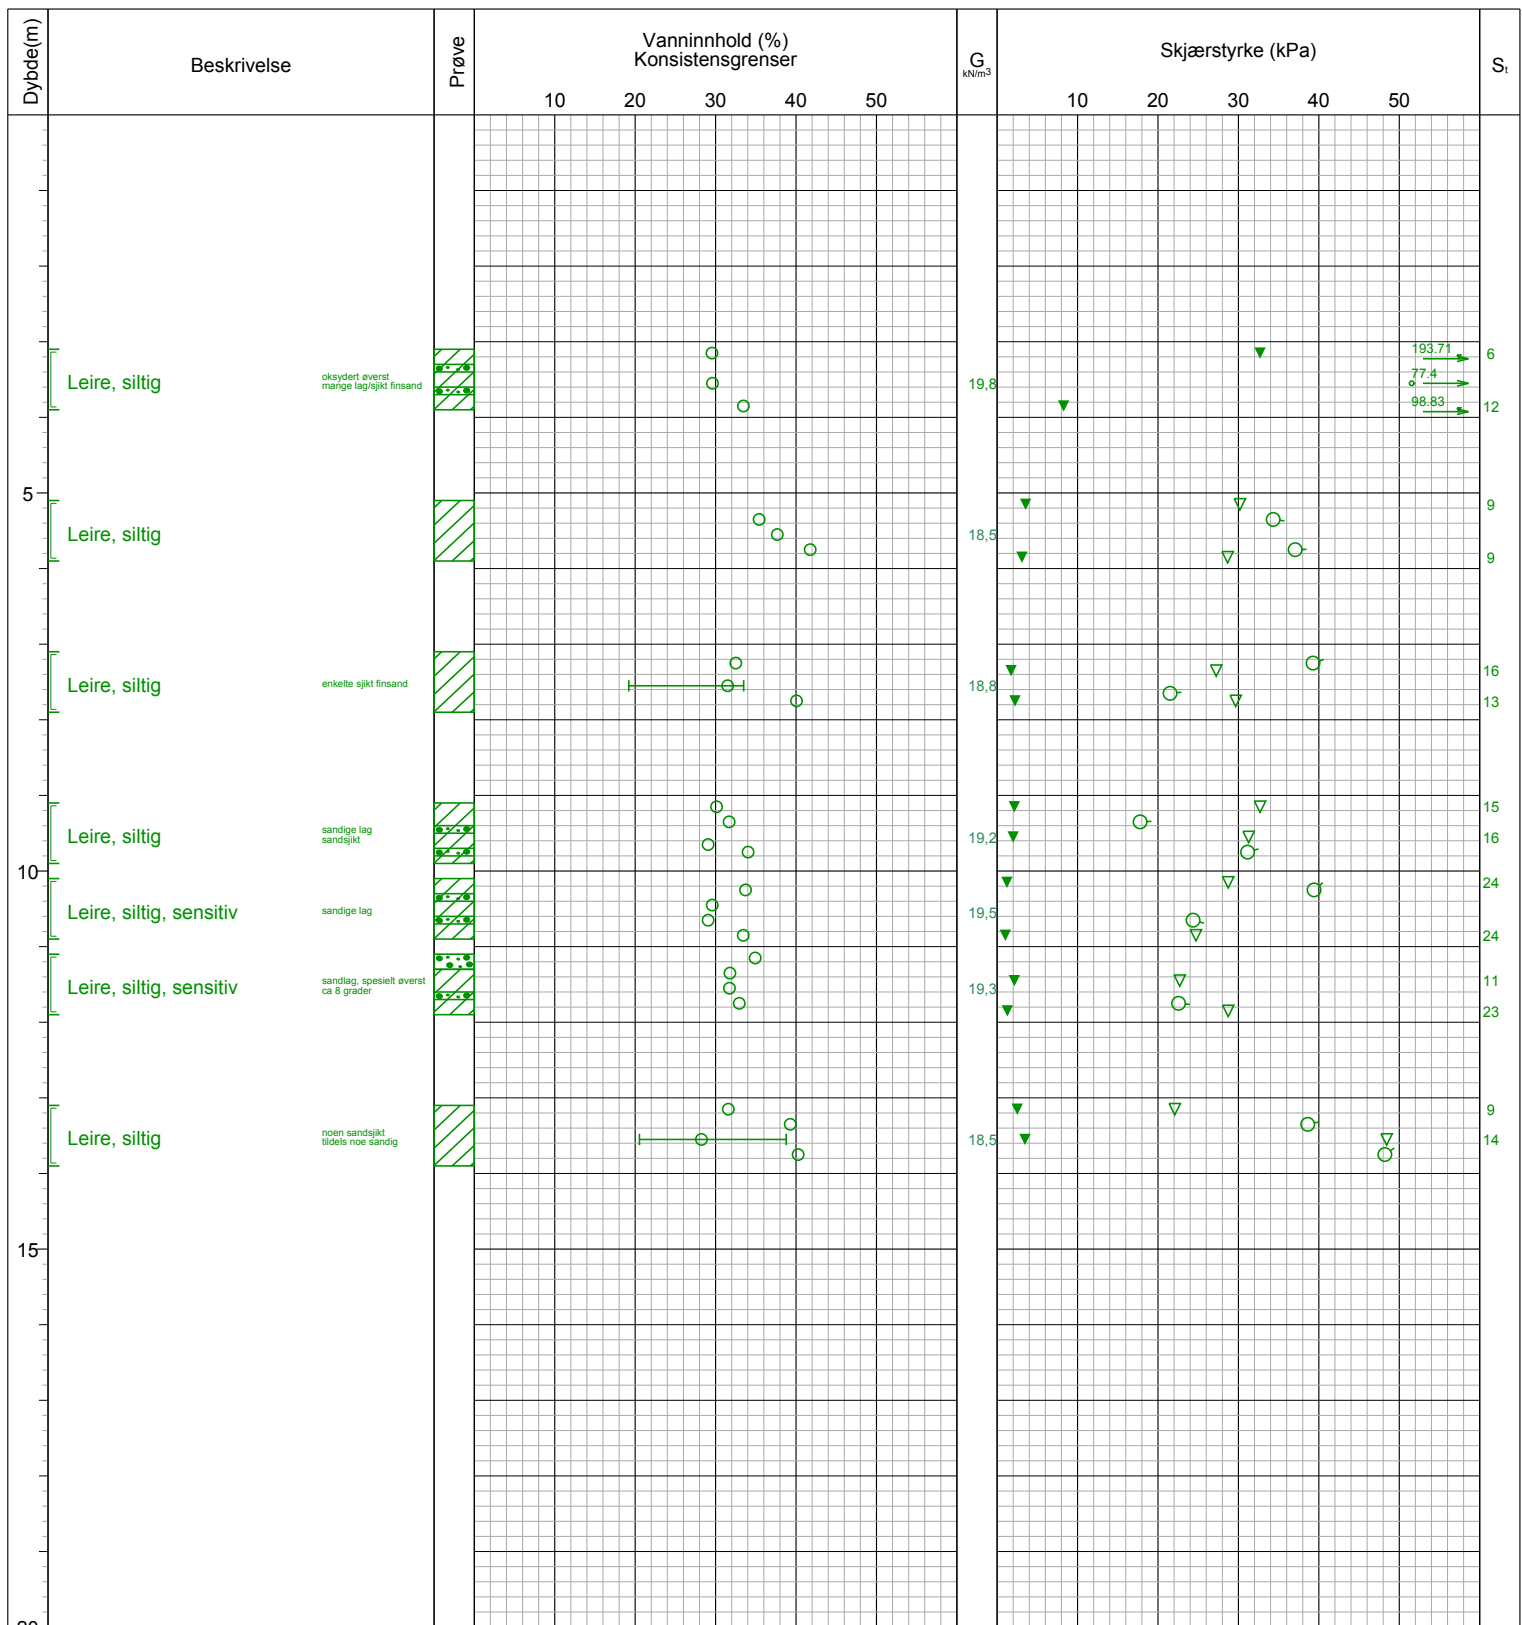 Dybde(m)
Beskrivelse
Prøve
Vanninnhold (%)
Konsistensgrenser
10 20 30 40 50
G
kN/m3
Skjærstyrke (kPa)
10 20 30 40 50
St
Leire, siltig
oksydert øverst
mange lag/sjikt finsand
19,8
193.71
77.4
98.83
6
12
5
Leire, siltig
18,5
9
9
Leire, siltig
enkelte sjikt finsand
18,8
16
13
Leire, siltig
sandige lag
sandsjikt
19,2
15
16
10
Leire, siltig, sensitiv
sandige lag
19,5
24
24
Leire, siltig, sensitiv
sandlag, spesielt øverst
ca 8 grader
19,3
11
23
Leire, siltig
noen sandsjikt
tildels noe sandig
18,5
9
14
15